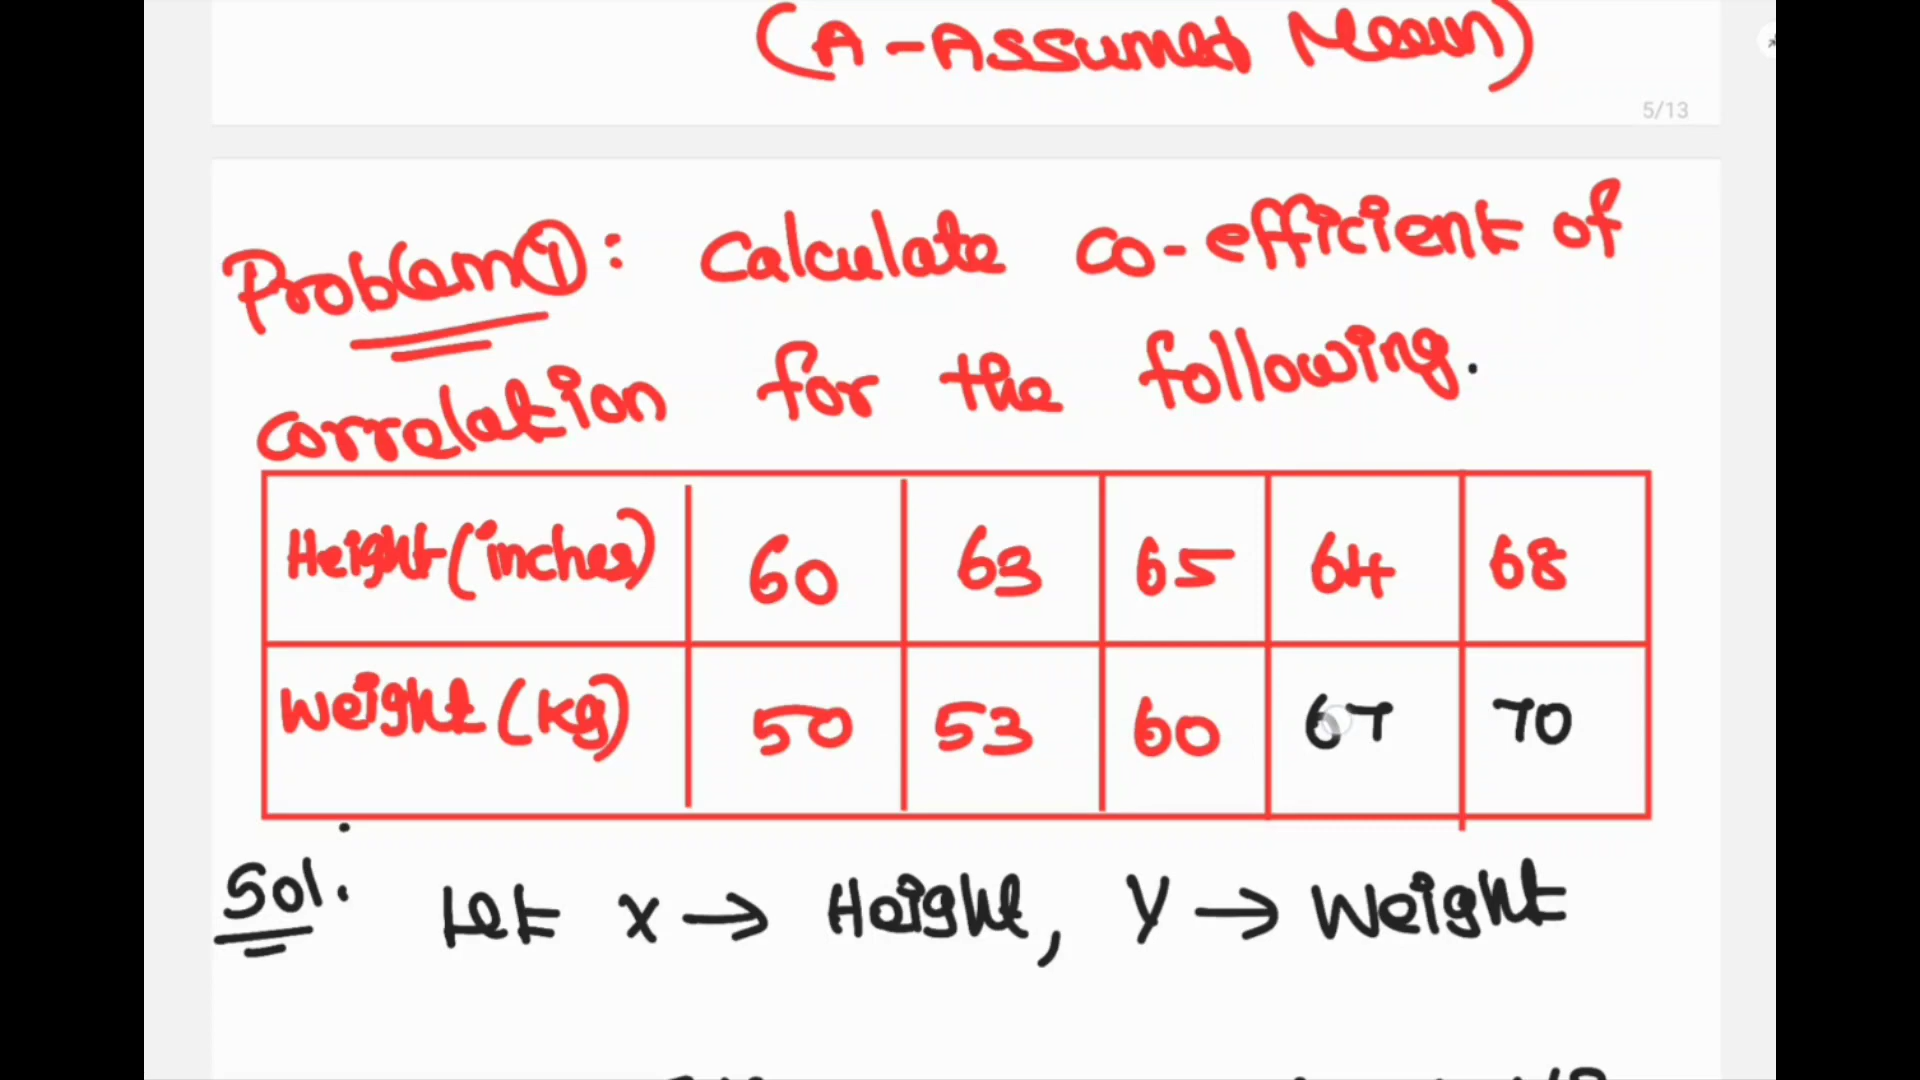 (A-Assumed Mean)
5/13
Problem①: Calculate co-efficient of
correlation for the following.
Height(inches) 60 63 65 64 68
Weight(kg) 50 53 60 67 70
Sol. Let x → Height, y → Weight